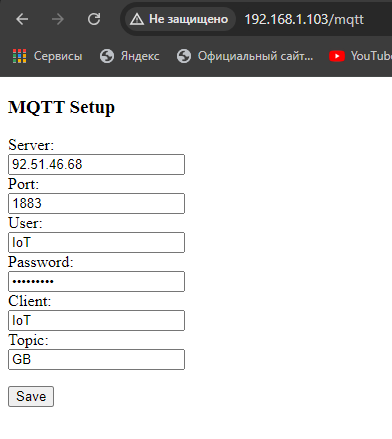 Не защищено 192.168.1.103/mqtt
Сервисы Яндекс Официальный сайт... YouTub
MQTT Setup
Server:
92.51.46.68
Port:
1883
User:
IoT
Password:
•••••••••
Client:
IoT
Topic:
GB
Save